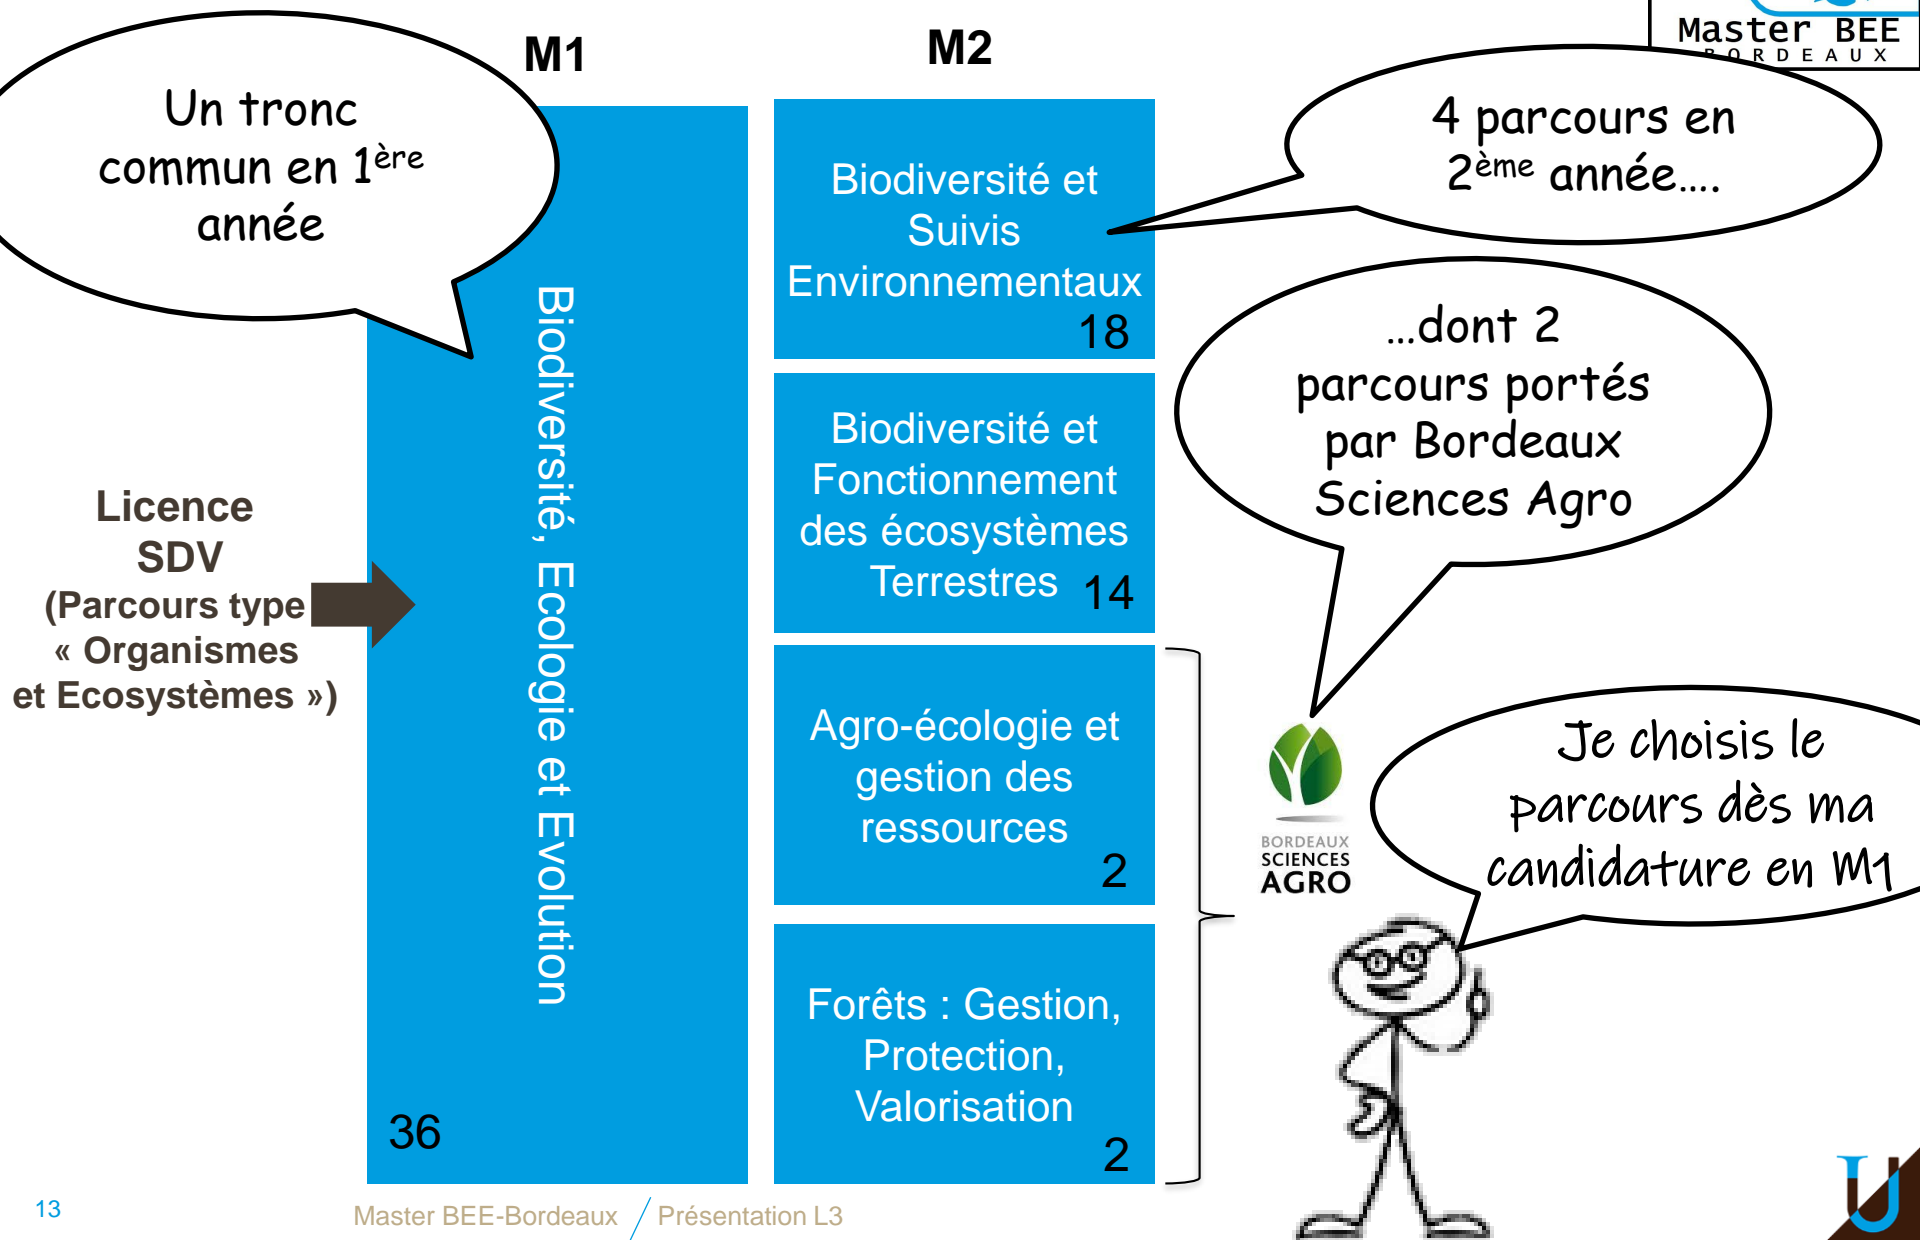 M1
M2
Master BEE
BORDEAUX
Un tronc
commun en 1ère
année
4 parcours en
2ème année....
Biodiversité et
Suivis
Environnementaux
18
...dont 2
parcours portés
par Bordeaux
Sciences Agro
Biodiversité, Ecologie et Evolution
36
Licence
SDV
(Parcours type
« Organismes
et Ecosystèmes »)
Biodiversité et
Fonctionnement
des écosystèmes
Terrestres
14
Agro-écologie et
gestion des
ressources
2
BORDEAUX
SCIENCES
AGRO
Je choisis le
parcours dès ma
candidature en M1
Forêts : Gestion,
Protection,
Valorisation
2
13
Master BEE-Bordeaux / Présentation L3
U